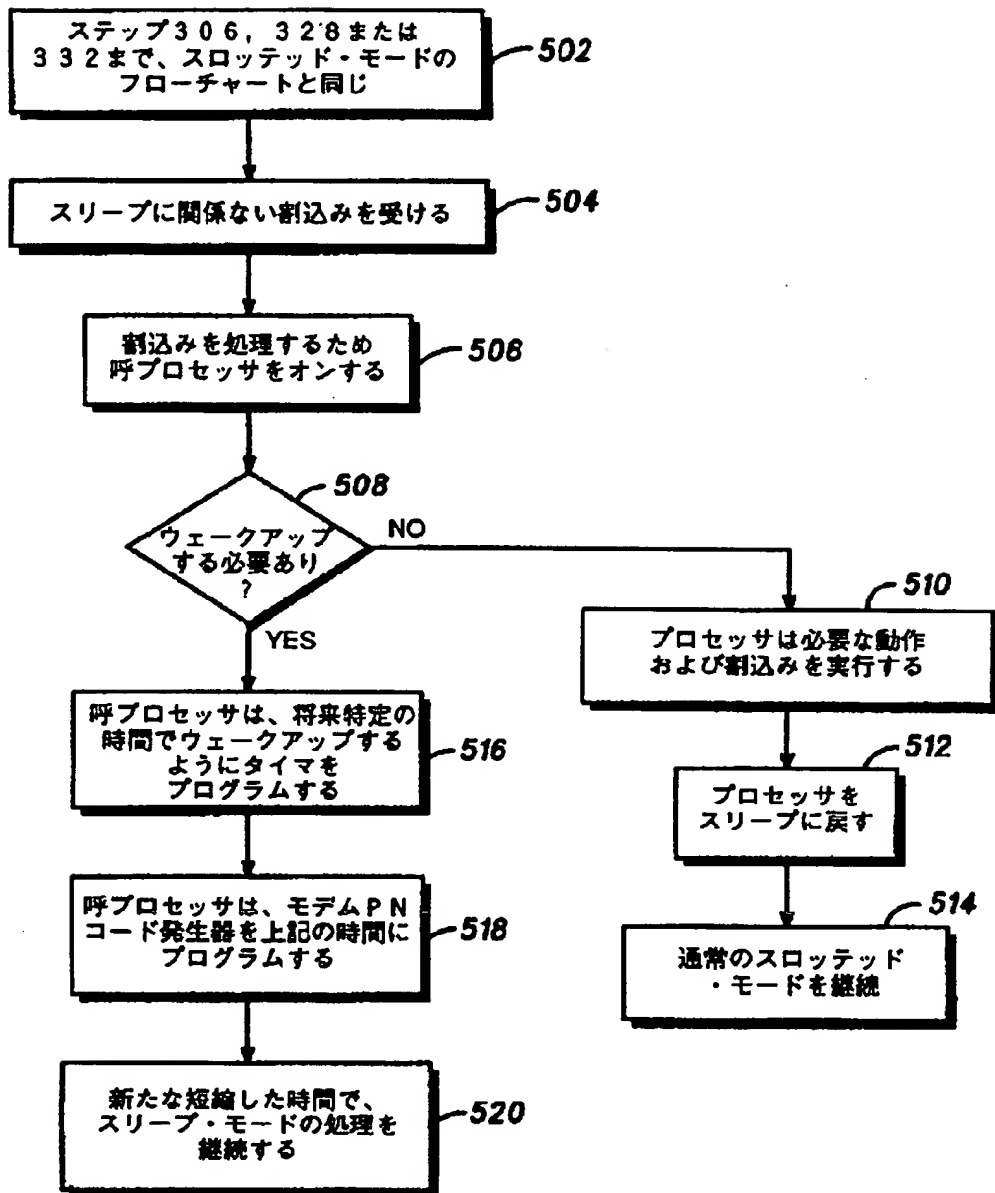 ステップ306，328または
332まで、スロッテッド・モードの
フローチャートと同じ
502
スリープに関係ない割込みを受ける
504
割込みを処理するため
呼プロセッサをオンする
506
508
ウェークアップ
する必要あり
?
NO
YES
510
プロセッサは必要な動作
および割込みを実行する
512
プロセッサを
スリープに戻す
514
通常のスロッテッド
・モードを継続
呼プロセッサは、将来特定の
時間でウェークアップする
ようにタイマを
プログラムする
516
呼プロセッサは、モデムPN
コード発生器を上記の時間に
プログラムする
518
新たな短縮した時間で、
スリープ・モードの処理を
継続する
520